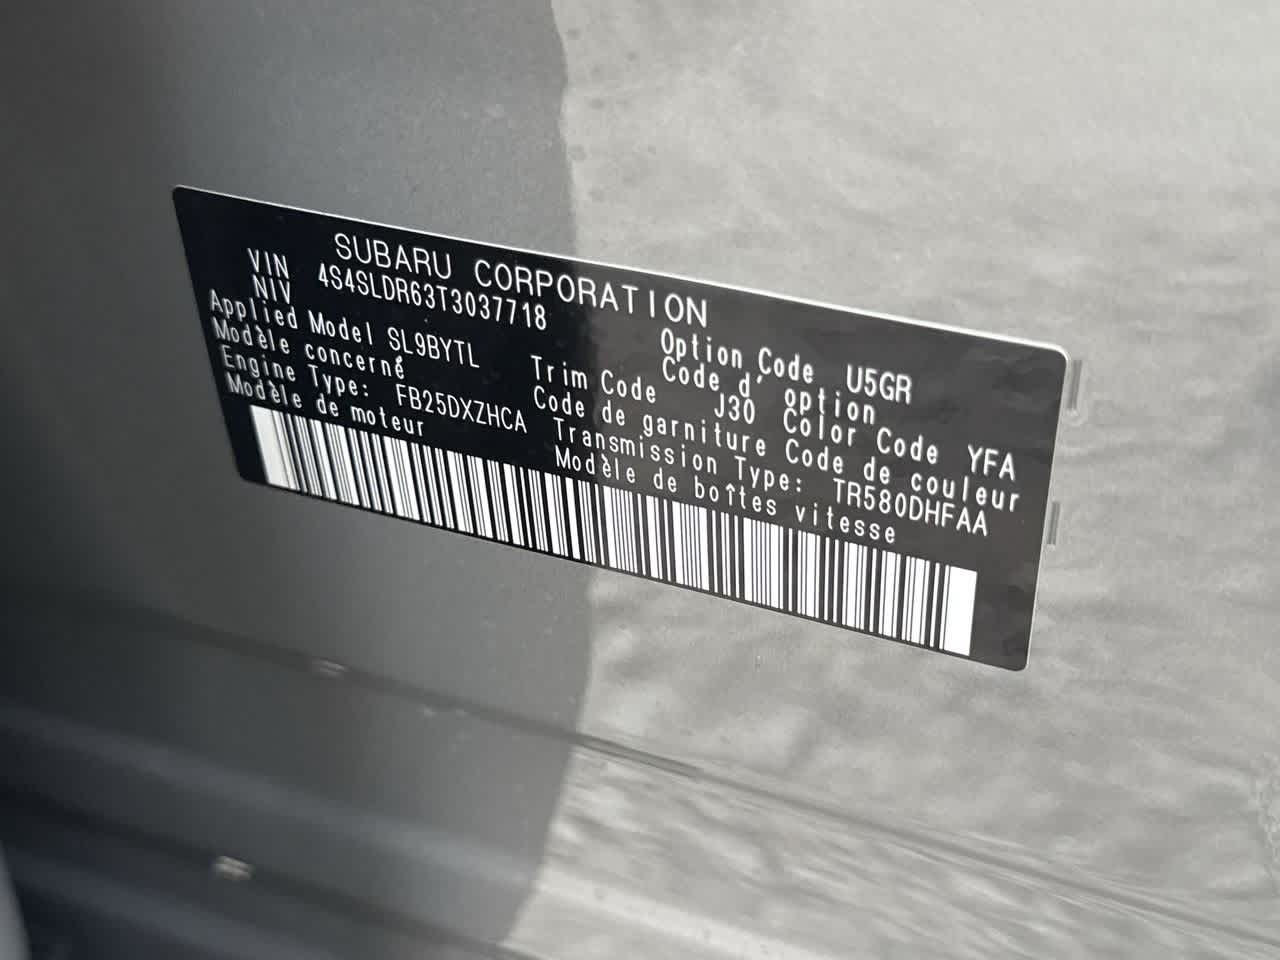 SUBARU CORPORATION
VIN 4S4SLDR63T3037718
NIV
Option Code U5GR
Code d'option
Applied Model SL9BYTL
Modèle concerné
Trim Code J30
Code de garniture
Color Code YFA
Code de couleur
Engine Type: FB25DXZHCA
Modèle de moteur
Transmission Type: TR580DHFAA
Modèle de boîtes vitesse